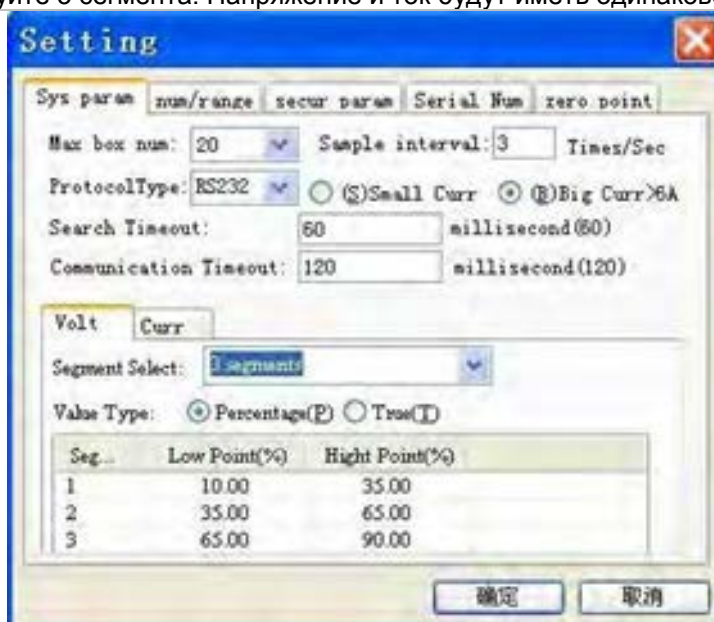 Setting
Sys param num/range secur param Serial Num zero point
Max box num: 20 Sample interval: 3 Times/Sec
ProtocolType: RS232 (S)Small Curr (B)Big Curr>6A
Search Timeout: 60 millisecond(60)
Communication Timeout: 120 millisecond(120)
Volt Curr
Segment Select: 3 segments
Value Type: Percentage(P) True(T)
Seg... Low Point(%) Hight Point(%)
1 10.00 35.00
2 35.00 65.00
3 65.00 90.00
确定 取消